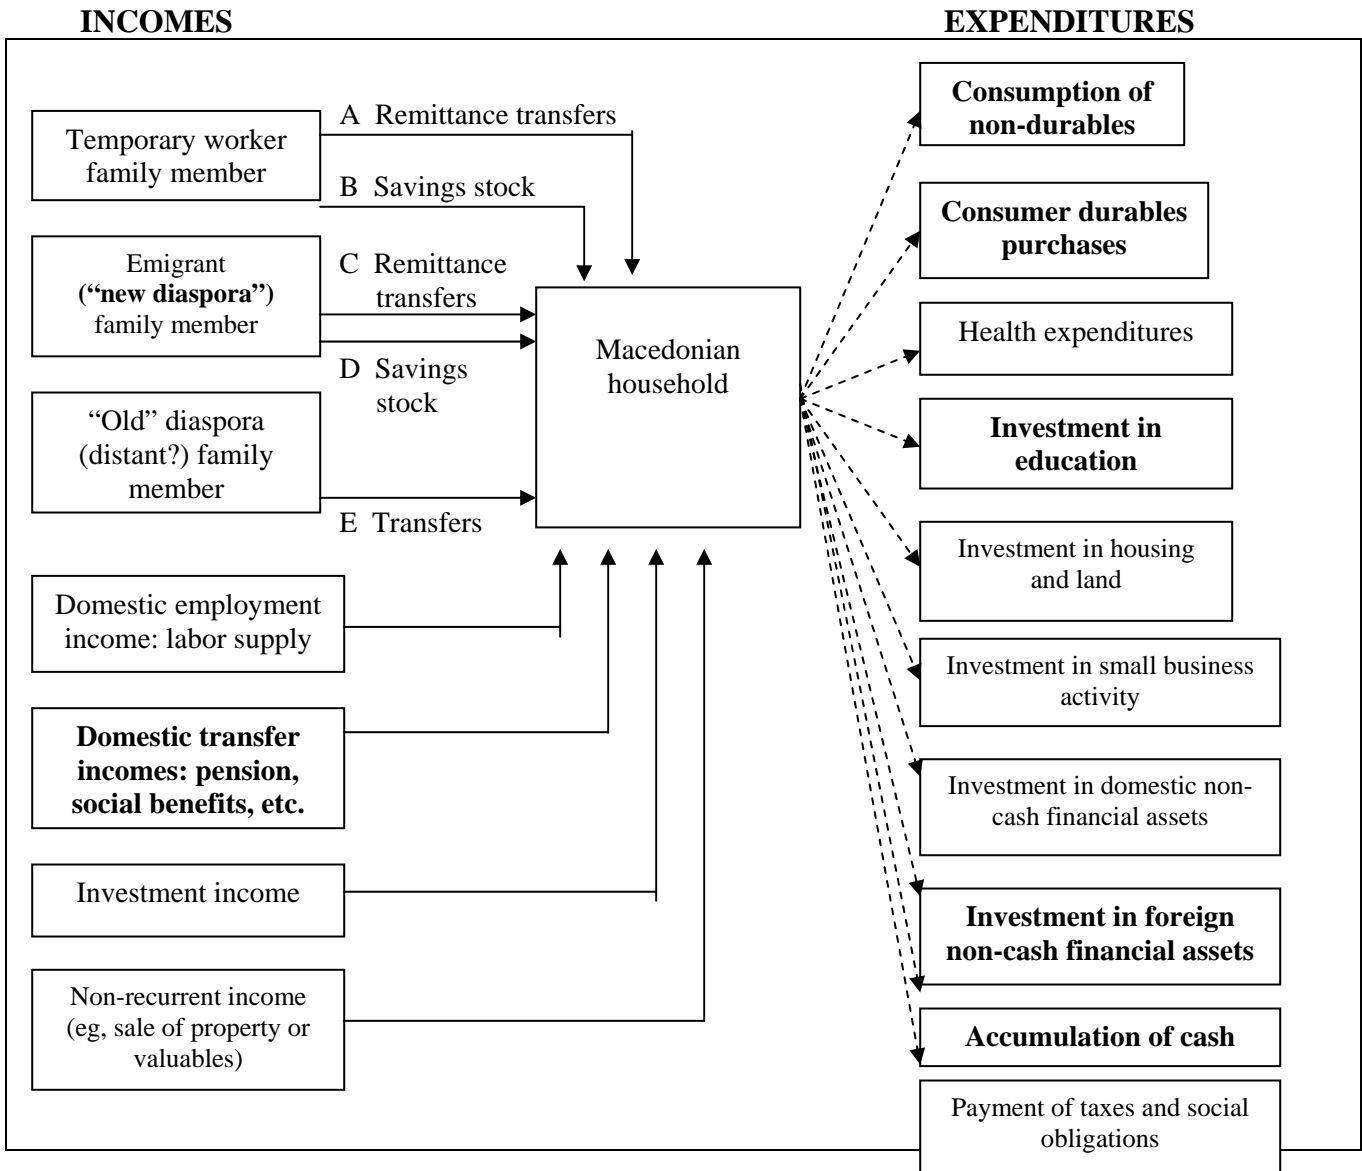 INCOMES
EXPENDITURES
Temporary worker
family member
A Remittance transfers
B Savings stock
Emigrant
(“new diaspora”)
family member
C Remittance
transfers
D Savings
stock
“Old” diaspora
(distant?) family
member
E Transfers
Domestic employment
income: labor supply
Domestic transfer
incomes: pension,
social benefits, etc.
Investment income
Non-recurrent income
(eg, sale of property or
valuables)
Macedonian
household
Consumption of
non-durables
Consumer durables
purchases
Health expenditures
Investment in
education
Investment in housing
and land
Investment in small business
activity
Investment in domestic non-
cash financial assets
Investment in foreign
non-cash financial assets
Accumulation of cash
Payment of taxes and social
obligations